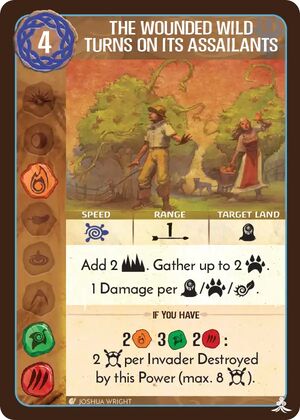 4
THE WOUNDED WILD
TURNS ON ITS ASSAILANTS
SPEED RANGE TARGET LAND
1
Add 2 . Gather up to 2 .
1 Damage per / / .
IF YOU HAVE
2 3 2 :
2 per Invader Destroyed
by this Power (max. 8 ).
JOSHUA WRIGHT